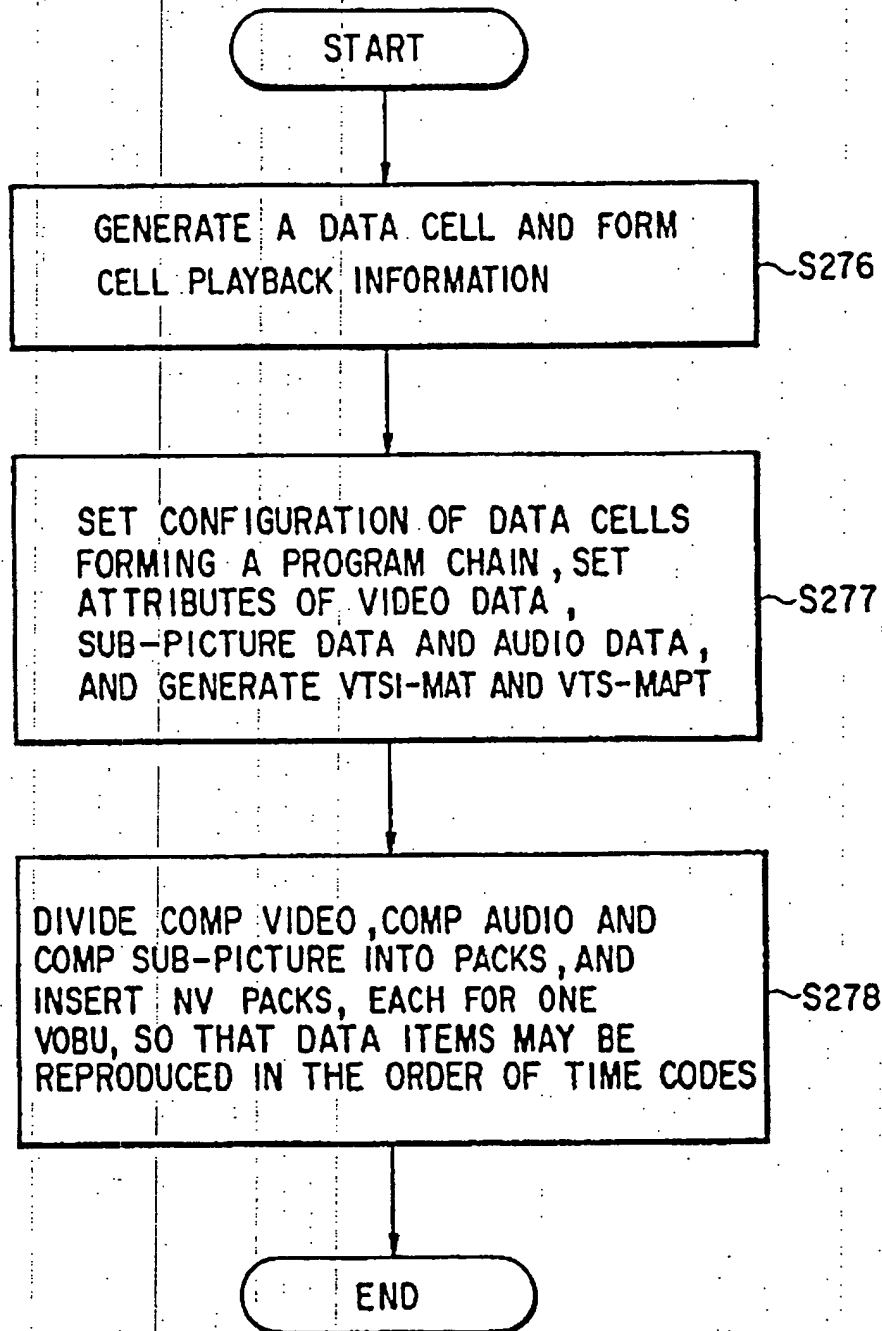 START
GENERATE A DATA CELL AND FORM
CELL PLAYBACK INFORMATION
S276
SET CONFIGURATION OF DATA CELLS
FORMING A PROGRAM CHAIN, SET
ATTRIBUTES OF VIDEO DATA,
SUB-PICTURE DATA AND AUDIO DATA,
AND GENERATE VTSI-MAT AND VTS-MAPT
S277
DIVIDE COMP VIDEO, COMP AUDIO AND
COMP SUB-PICTURE INTO PACKS, AND
INSERT NV PACKS, EACH FOR ONE
VOBU, SO THAT DATA ITEMS MAY BE
REPRODUCED IN THE ORDER OF TIME CODES
S278
END